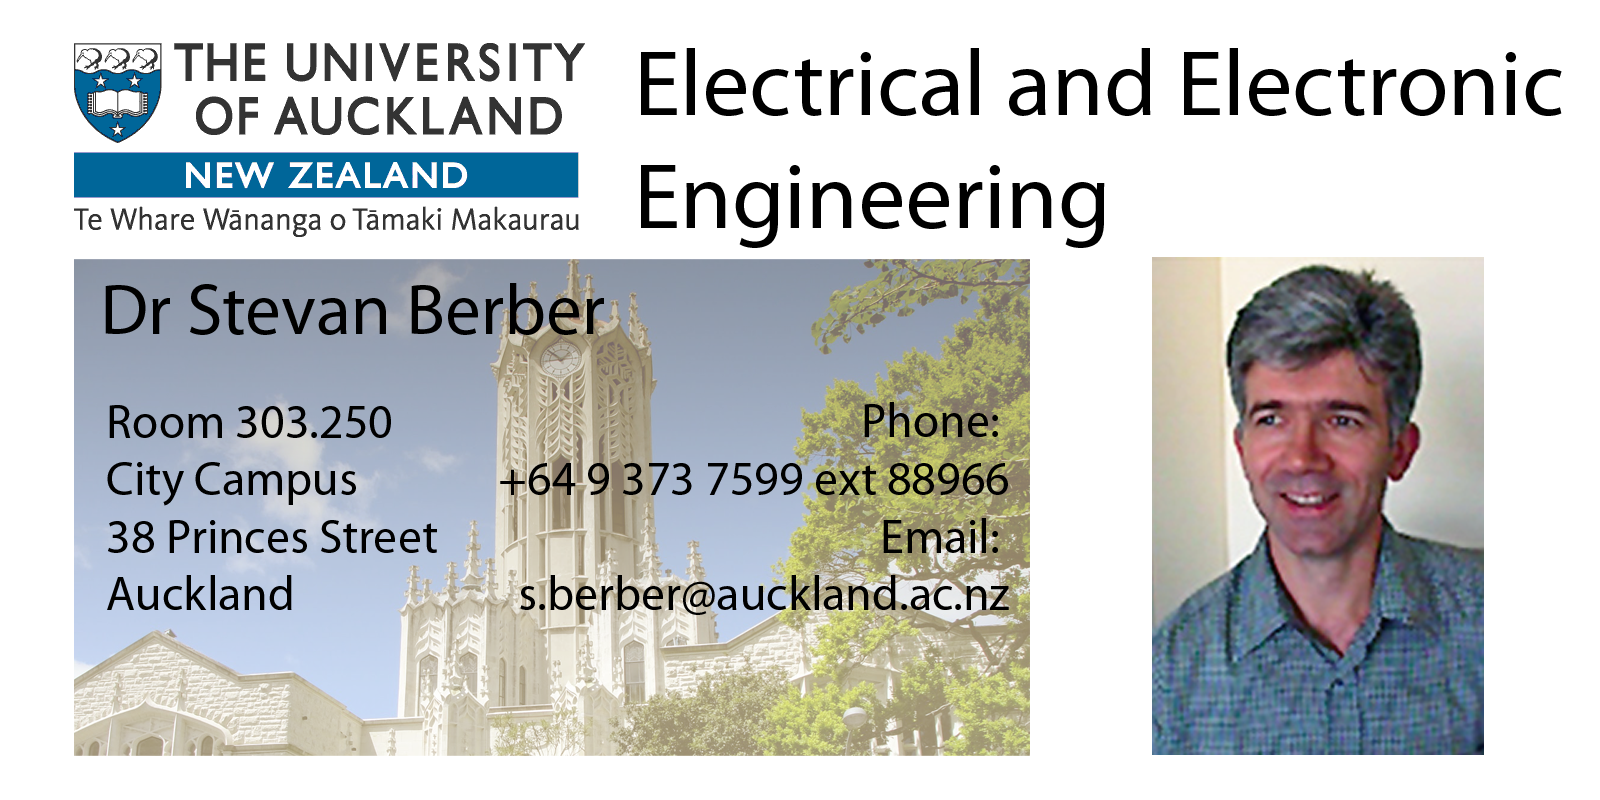 THE UNIVERSITY
OF AUCKLAND
NEW ZEALAND
Te Whare Wānanga o Tāmaki Makaurau
Electrical and Electronic
Engineering
Dr Stevan Berber
Room 303.250
City Campus
38 Princes Street
Auckland
Phone:
+64 9 373 7599 ext 88966
Email:
s.berber@auckland.ac.nz